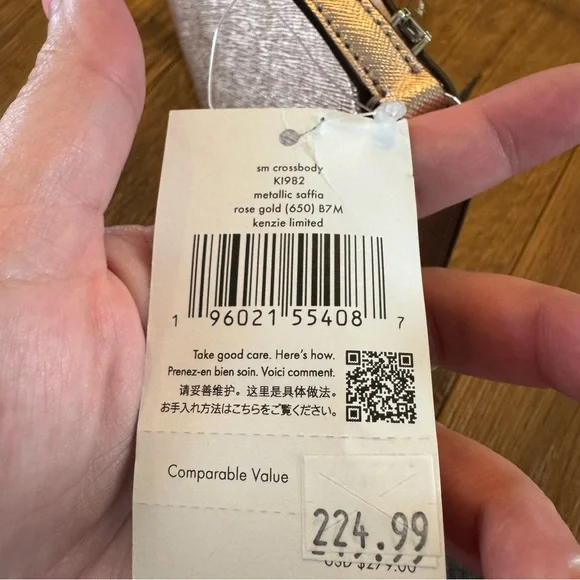 sm crossbody
KI982
metallic saffia
rose gold (650) B7M
kenzie limited
1 96021 55408 7
Take good care. Here's how.
Prenez-en bien soin. Voici comment.
请妥善维护。这里是具体做法。
お手入れ方法はこちらをご覧ください。
Comparable Value
224.99
USD $279.00